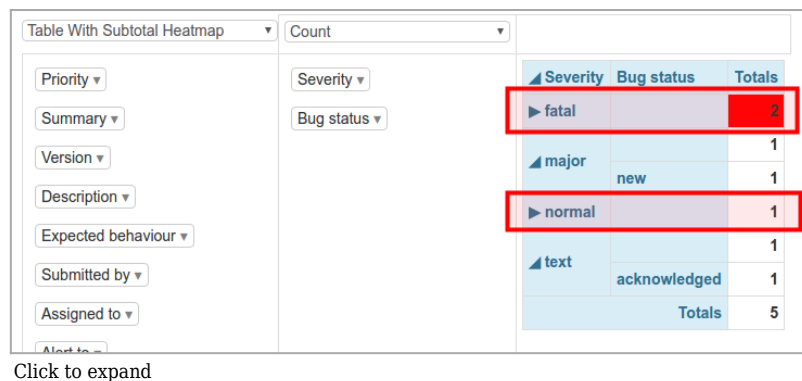 Table With Subtotal Heatmap ▾ Count ▾
Priority ▾ Severity ▾ Severity Bug status Totals
Summary ▾ Bug status ▾ fatal 2
Version ▾ major 1
new 1
Description ▾ normal 1
Expected behaviour ▾ text 1
Submitted by ▾ acknowledged 1
Assigned to ▾ Totals 5
Alert to ▾
Click to expand